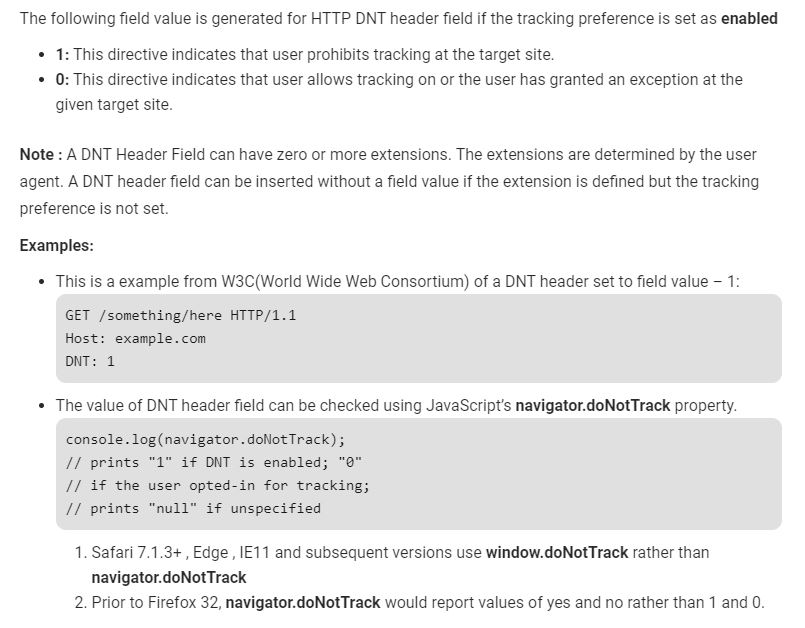 The following field value is generated for HTTP DNT header field if the tracking preference is set as enabled
• 1: This directive indicates that user prohibits tracking at the target site.
• 0: This directive indicates that user allows tracking on or the user has granted an exception at the
given target site.
Note : A DNT Header Field can have zero or more extensions. The extensions are determined by the user
agent. A DNT header field can be inserted without a field value if the extension is defined but the tracking
preference is not set.
Examples:
• This is a example from W3C(World Wide Web Consortium) of a DNT header set to field value – 1:
GET /something/here HTTP/1.1
Host: example.com
DNT: 1
• The value of DNT header field can be checked using JavaScript's navigator.doNotTrack property.
console.log(navigator.doNotTrack);
// prints "1" if DNT is enabled; "0"
// if the user opted-in for tracking;
// prints "null" if unspecified
1. Safari 7.1.3+ , Edge , IE11 and subsequent versions use window.doNotTrack rather than
navigator.doNotTrack
2. Prior to Firefox 32, navigator.doNotTrack would report values of yes and no rather than 1 and 0.